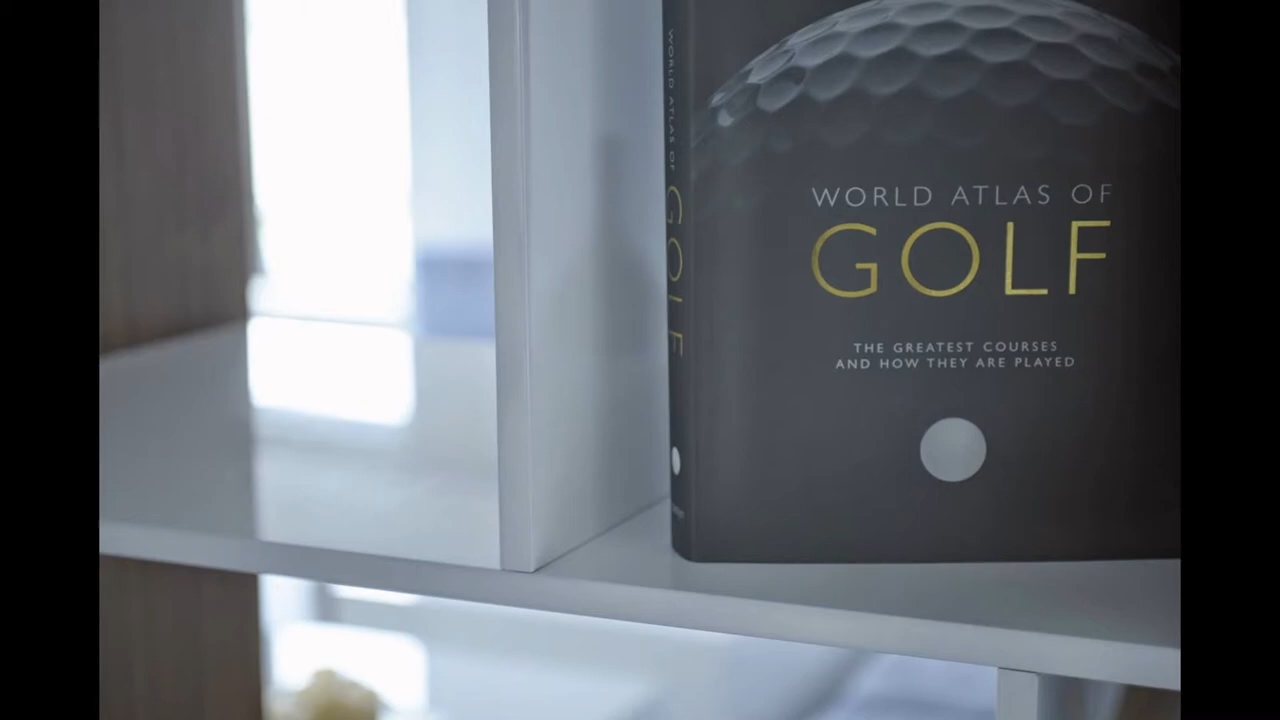 WORLD ATLAS OF GOLF
WORLD ATLAS OF
GOLF
THE GREATEST COURSES
AND HOW THEY ARE PLAYED